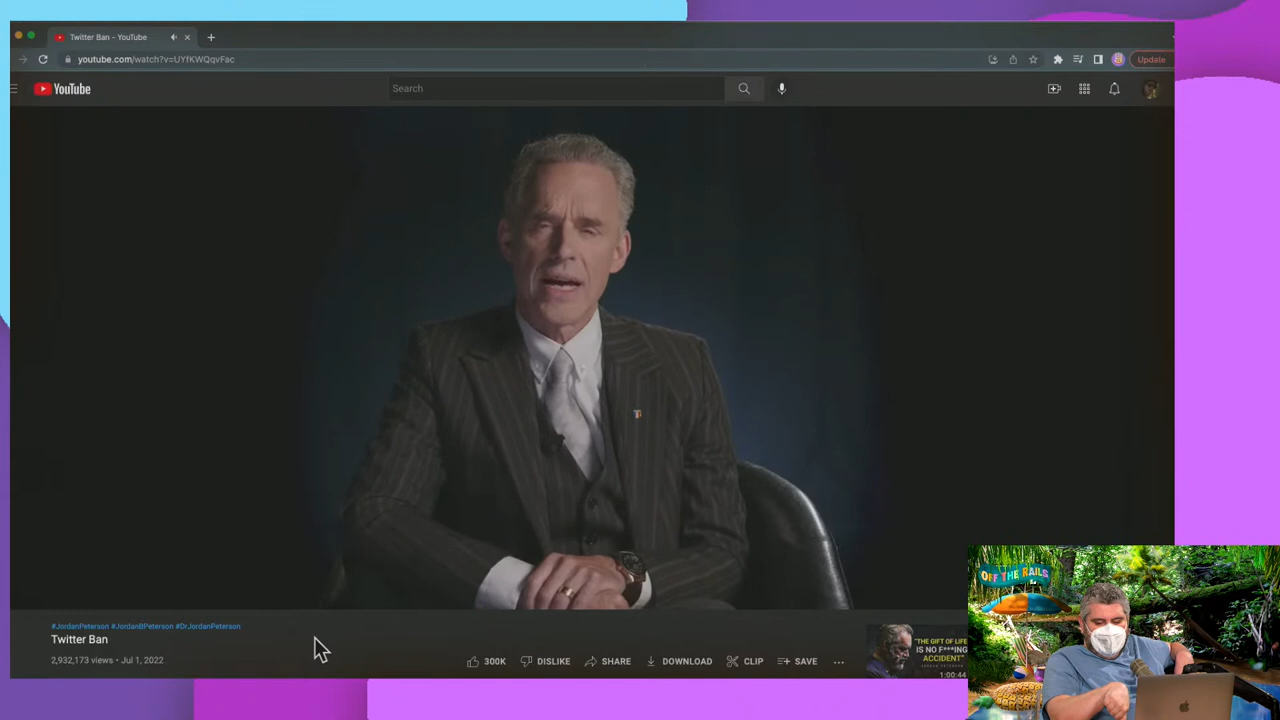 Twitter Ban - YouTube
youtube.com/watch?v=UYfKWQqvFac
Update
YouTube
Search
#JordanPeterson #JordanBPeterson #DrJordanPeterson
Twitter Ban
2,932,173 views • Jul 1, 2022
300K
DISLIKE
SHARE
DOWNLOAD
CLIP
SAVE
"THE GIFT OF LIFE
IS NO F***ING
ACCIDENT"
JORDAN PETERSON
1:00:44
OFF THE RAILS